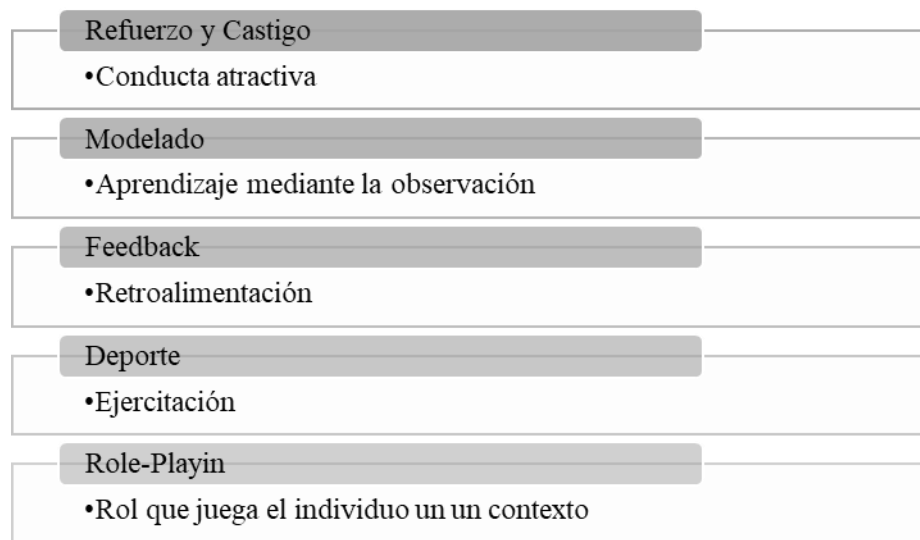 Refuerzo y Castigo
•Conducta atractiva
Modelado
•Aprendizaje mediante la observación
Feedback
•Retroalimentación
Deporte
•Ejercitación
Role-Playin
•Rol que juega el individuo un un contexto